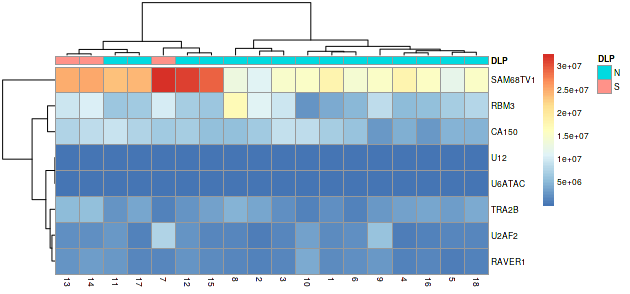 DLP
SAM68TV1
RBM3
CA150
U12
U6ATAC
TRA2B
U2AF2
RAVER1
13 14 11 17 7 12 15 8 2 3 10 1 6 9 4 16 5 18
3e+07
2.5e+07
2e+07
1.5e+07
1e+07
5e+06
DLP
N
S